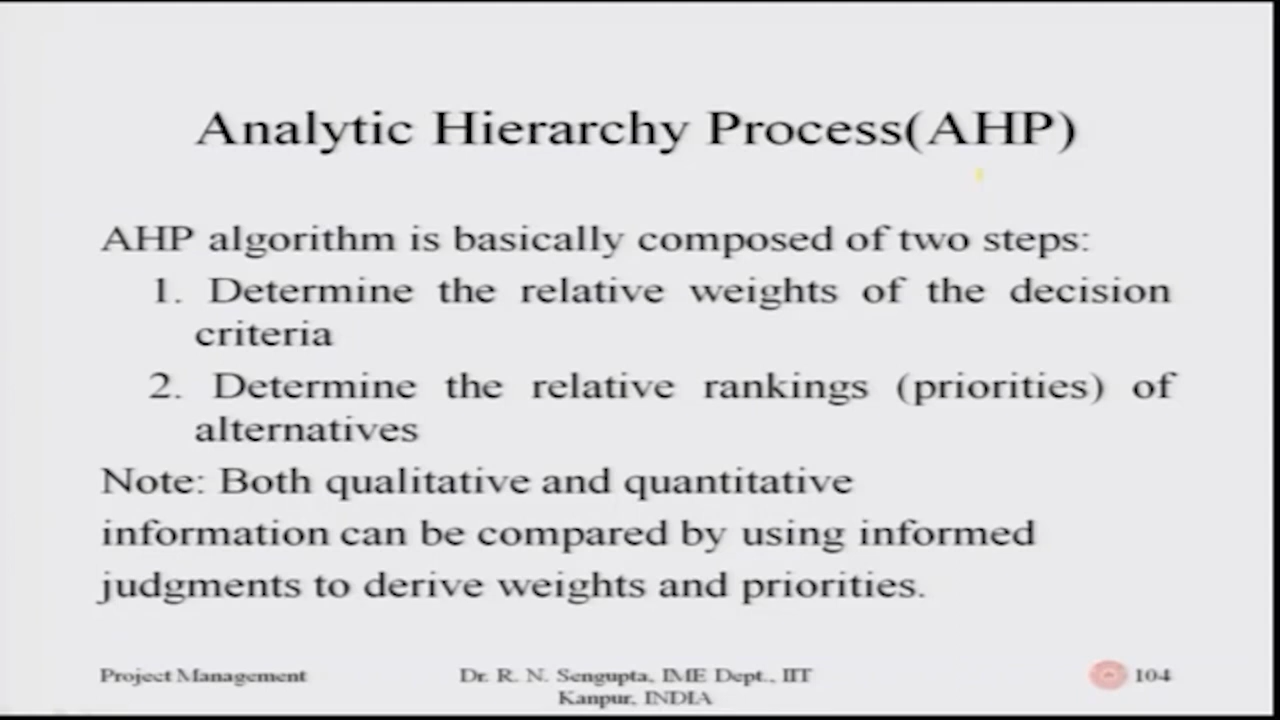 Analytic Hierarchy Process(AHP)
AHP algorithm is basically composed of two steps:
1. Determine the relative weights of the decision
criteria
2. Determine the relative rankings (priorities) of
alternatives
Note: Both qualitative and quantitative
information can be compared by using informed
judgments to derive weights and priorities.
Project Management
Dr. R. N. Sengupta, IME Dept., IIT
Kanpur, INDIA
104